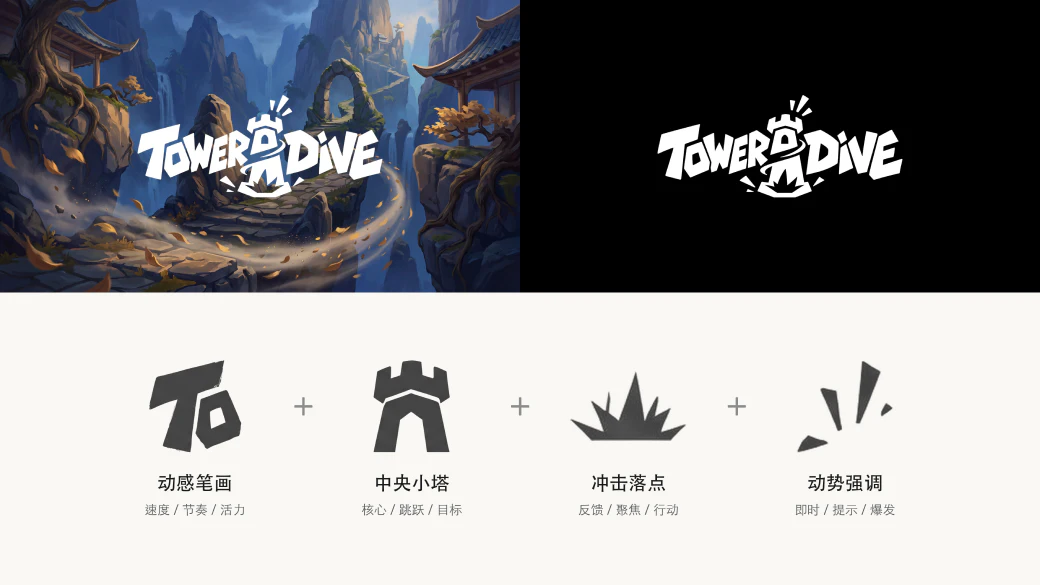 TOWER DIVE
TOWER DIVE
To
动感笔画
速度 / 节奏 / 活力
中央小塔
核心 / 跳跃 / 目标
冲击落点
反馈 / 聚焦 / 行动
动势强调
即时 / 提示 / 爆发